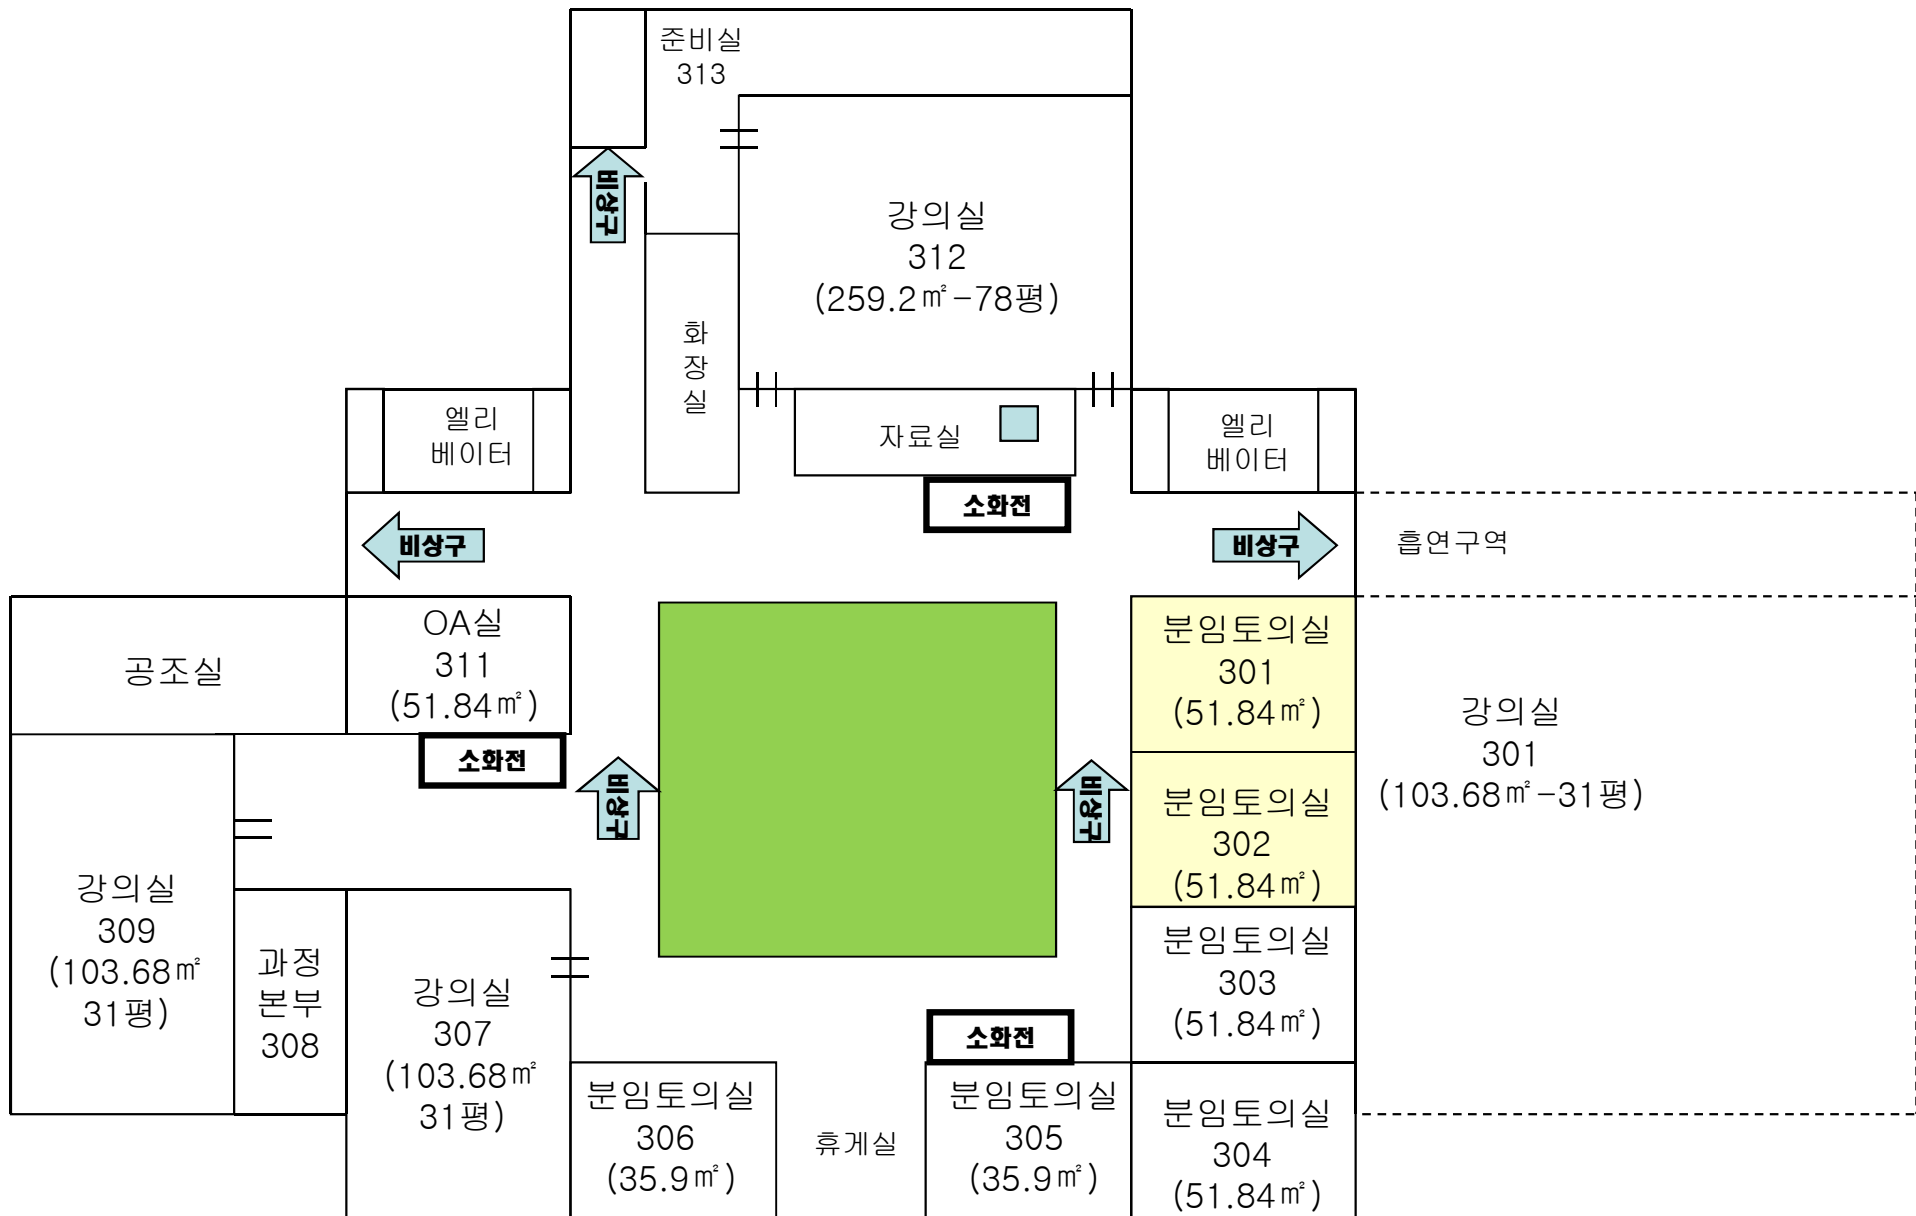 준비실
313
비상구
강의실
312
(259.2㎡-78평)
화
장
실
엘리
베이터
자료실
엘리
베이터
소화전
비상구
비상구
흡연구역
공조실
OA실
311
(51.84㎡)
분임토의실
301
(51.84㎡)
강의실
301
(103.68㎡-31평)
소화전
비상구
비상구
분임토의실
302
(51.84㎡)
강의실
309
(103.68㎡
31평)
과정
본부
308
강의실
307
(103.68㎡
31평)
분임토의실
303
(51.84㎡)
소화전
분임토의실
306
(35.9㎡)
휴게실
분임토의실
305
(35.9㎡)
분임토의실
304
(51.84㎡)